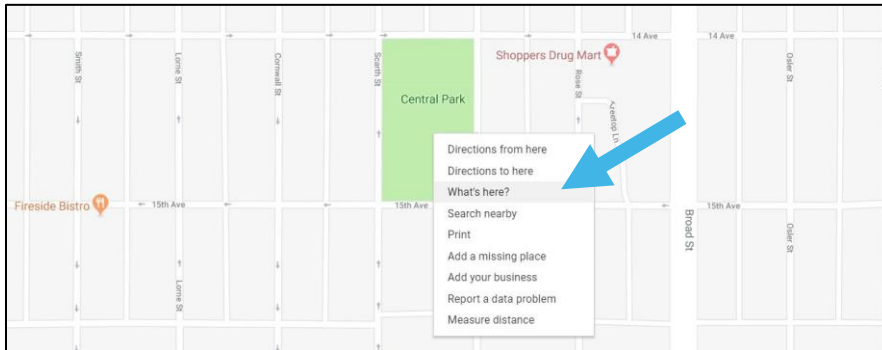 14 Ave
14 Ave
Shoppers Drug Mart
Smith St
Lorne St
Cornwall St
Scarth St
Rose St
Osler St
Central Park
Treetop Ln
Directions from here
Directions to here
What's here?
Search nearby
Print
Add a missing place
Add your business
Report a data problem
Measure distance
Fireside Bistro
15th Ave
15th Ave
15th Ave
Broad St
Osler St
Lorne St